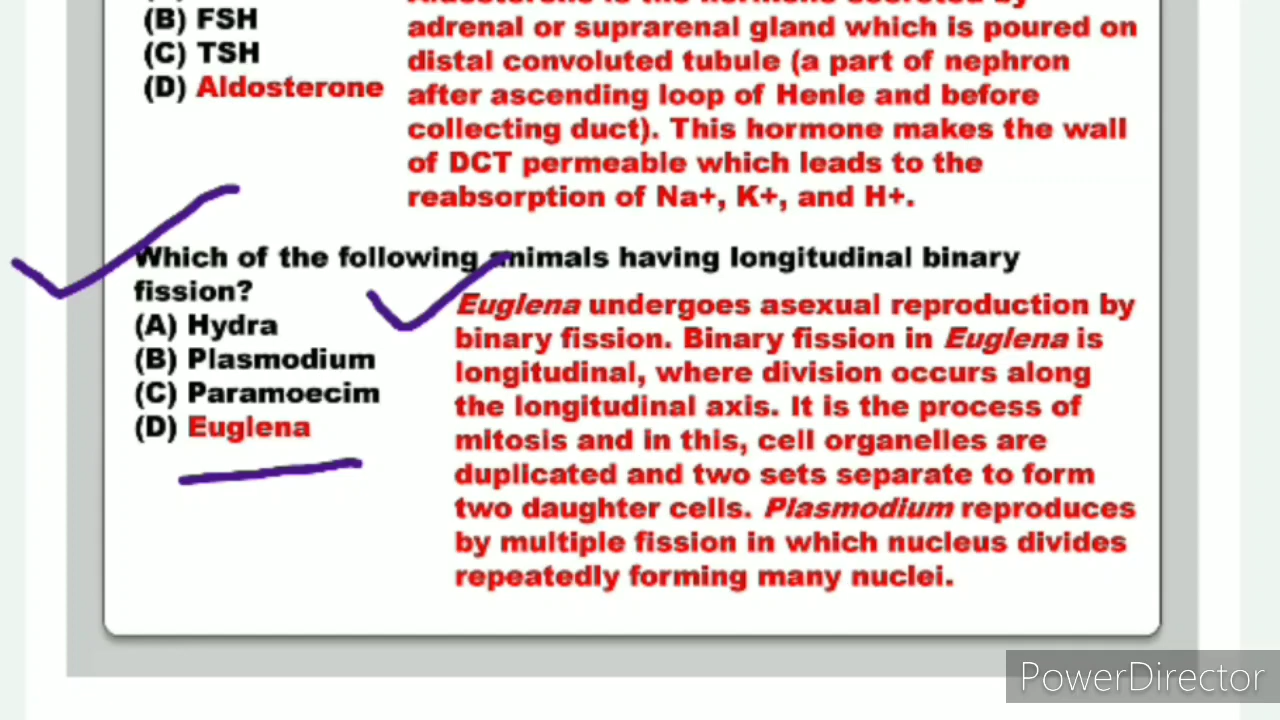 (B) FSH
(C) TSH
(D) Aldosterone
adrenal or suprarenal gland which is poured on
distal convoluted tubule (a part of nephron
after ascending loop of Henle and before
collecting duct). This hormone makes the wall
of DCT permeable which leads to the
reabsorption of Na+, K+, and H+.
Which of the following animals having longitudinal binary
fission?
(A) Hydra
(B) Plasmodium
(C) Paramoecim
(D) Euglena
Euglena undergoes asexual reproduction by
binary fission. Binary fission in Euglena is
longitudinal, where division occurs along
the longitudinal axis. It is the process of
mitosis and in this, cell organelles are
duplicated and two sets separate to form
two daughter cells. Plasmodium reproduces
by multiple fission in which nucleus divides
repeatedly forming many nuclei.
PowerDirector